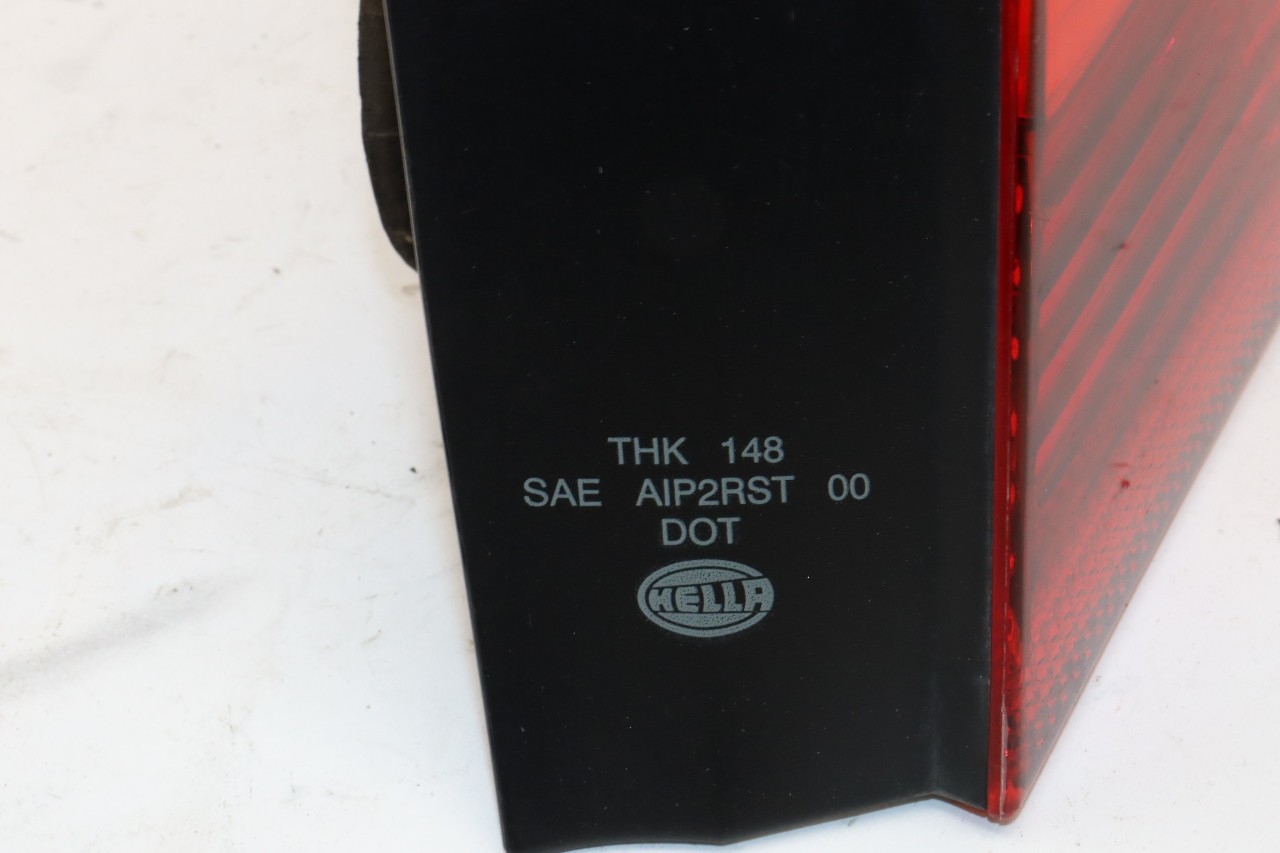 THK 148
SAE AIP2RST 00
DOT
HELLA